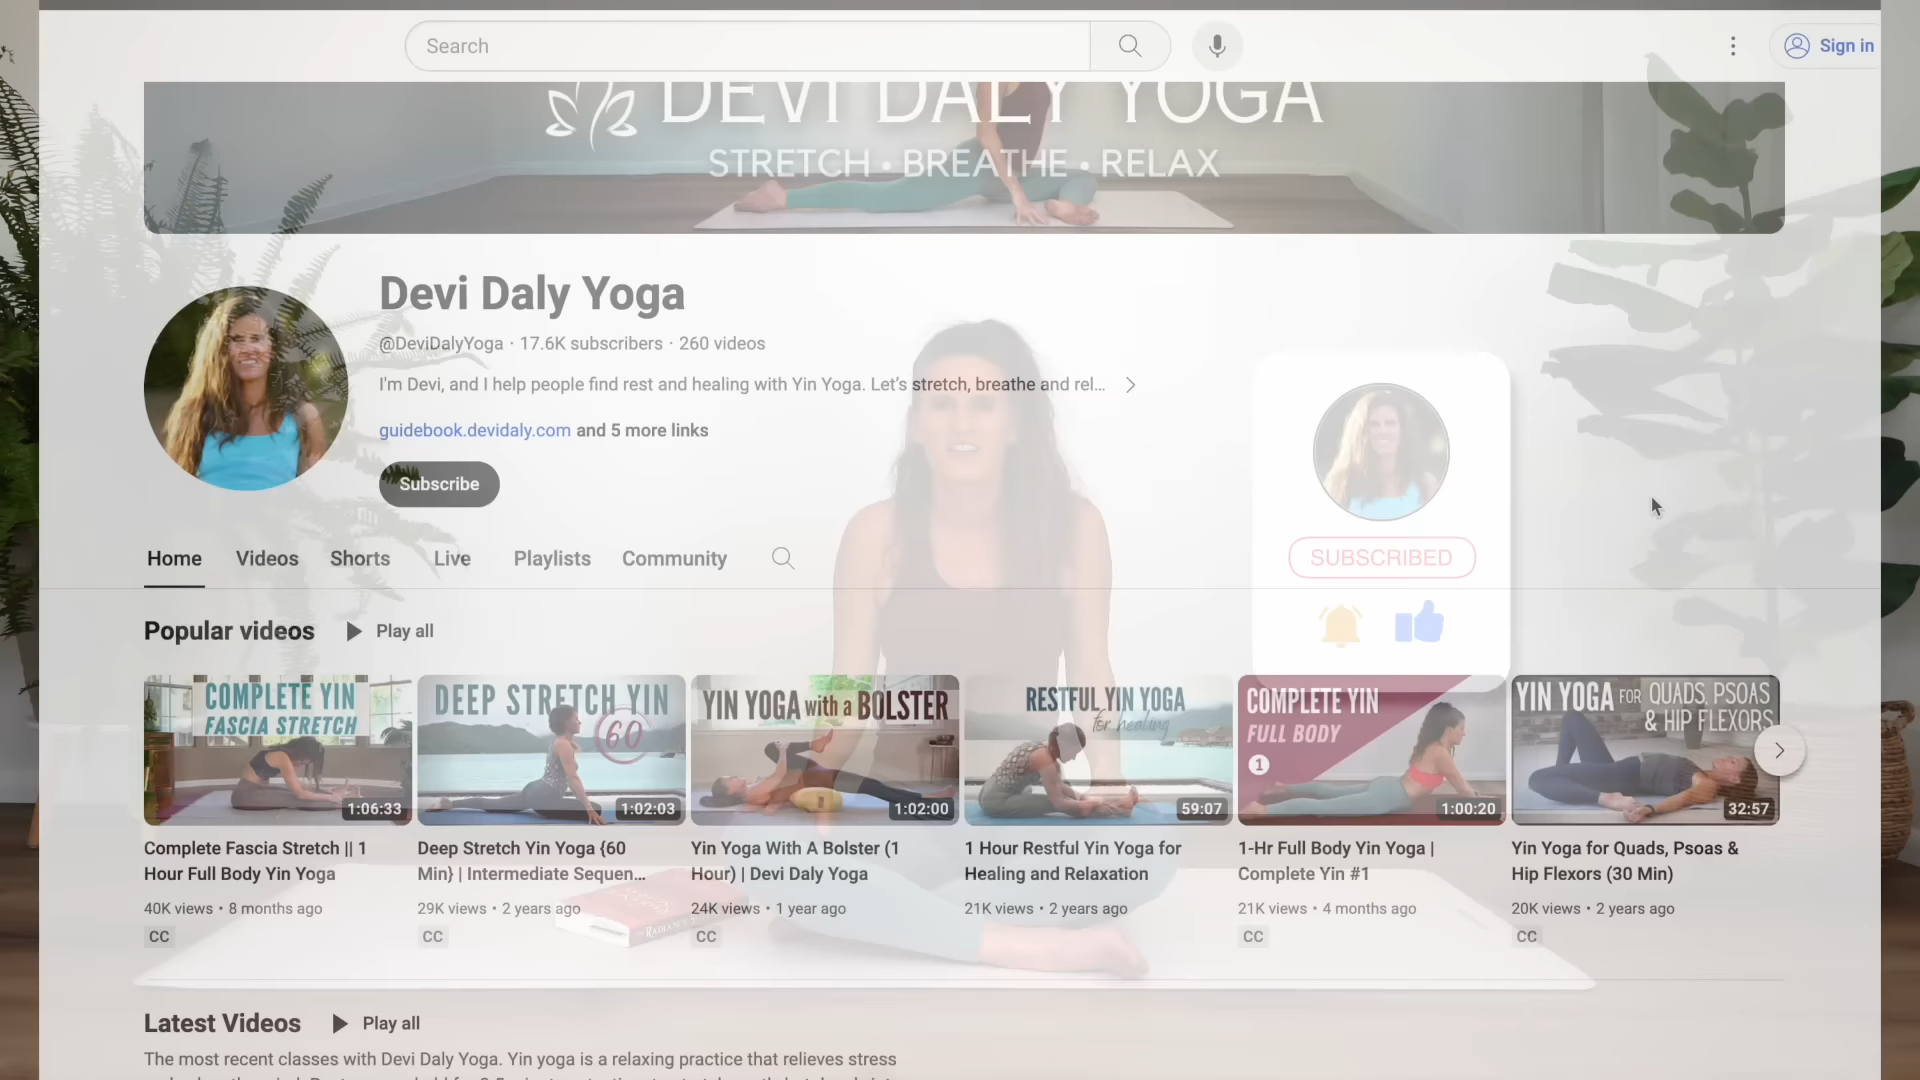 Search
Sign in
DEVI DALY YOGA
STRETCH • BREATHE • RELAX
Devi Daly Yoga
@DeviDalyYoga · 17.6K subscribers · 260 videos
I'm Devi, and I help people find rest and healing with Yin Yoga. Let's stretch, breathe and rel...
guidebook.devidaly.com and 5 more links
Subscribe
SUBSCRIBED
Home Videos Shorts Live Playlists Community
Popular videos Play all
COMPLETE YIN
FASCIA STRETCH
1:06:33
DEEP STRETCH YIN
60
1:02:03
YIN YOGA with a BOLSTER
1:02:00
RESTFUL YIN YOGA
for healing
59:07
COMPLETE YIN
FULL BODY
1
1:00:20
YIN YOGA FOR QUADS, PSOAS
& HIP FLEXORS
32:57
Complete Fascia Stretch || 1
Hour Full Body Yin Yoga
40K views • 8 months ago
CC
Deep Stretch Yin Yoga {60
Min} | Intermediate Sequen...
29K views • 2 years ago
CC
Yin Yoga With A Bolster (1
Hour) | Devi Daly Yoga
24K views • 1 year ago
CC
1 Hour Restful Yin Yoga for
Healing and Relaxation
21K views • 2 years ago
1-Hr Full Body Yin Yoga |
Complete Yin #1
21K views • 4 months ago
CC
Yin Yoga for Quads, Psoas &
Hip Flexors (30 Min)
20K views • 2 years ago
CC
RADIANCE
Latest Videos Play all
The most recent classes with Devi Daly Yoga. Yin yoga is a relaxing practice that relieves stress